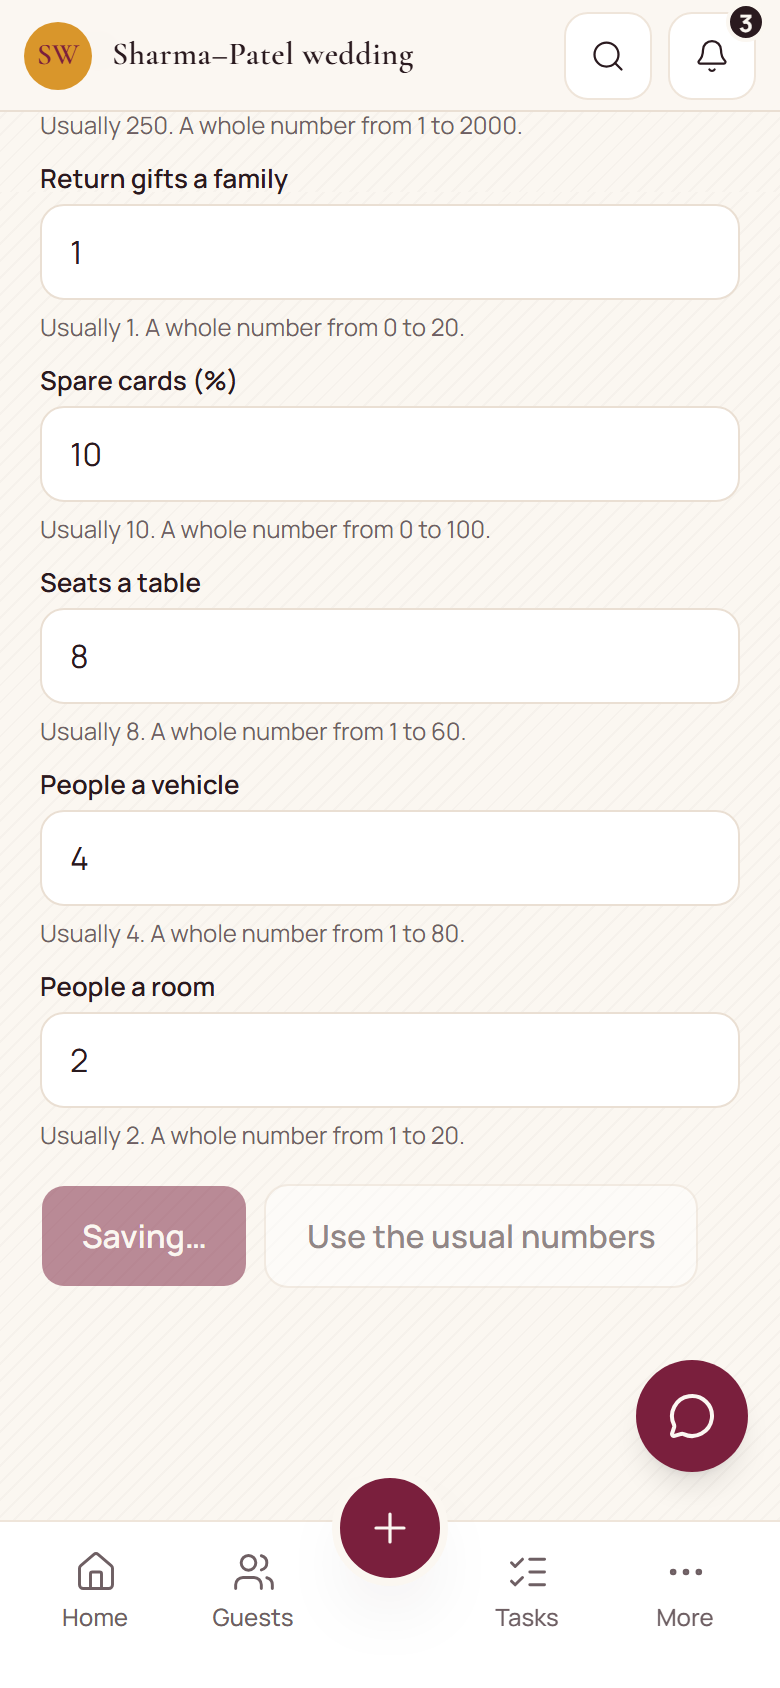 SW
Sharma–Patel wedding
3
Usually 250. A whole number from 1 to 2000.
Return gifts a family
1
Usually 1. A whole number from 0 to 20.
Spare cards (%)
10
Usually 10. A whole number from 0 to 100.
Seats a table
8
Usually 8. A whole number from 1 to 60.
People a vehicle
4
Usually 4. A whole number from 1 to 80.
People a room
2
Usually 2. A whole number from 1 to 20.
Saving…
Use the usual numbers
Home
Guests
Tasks
More